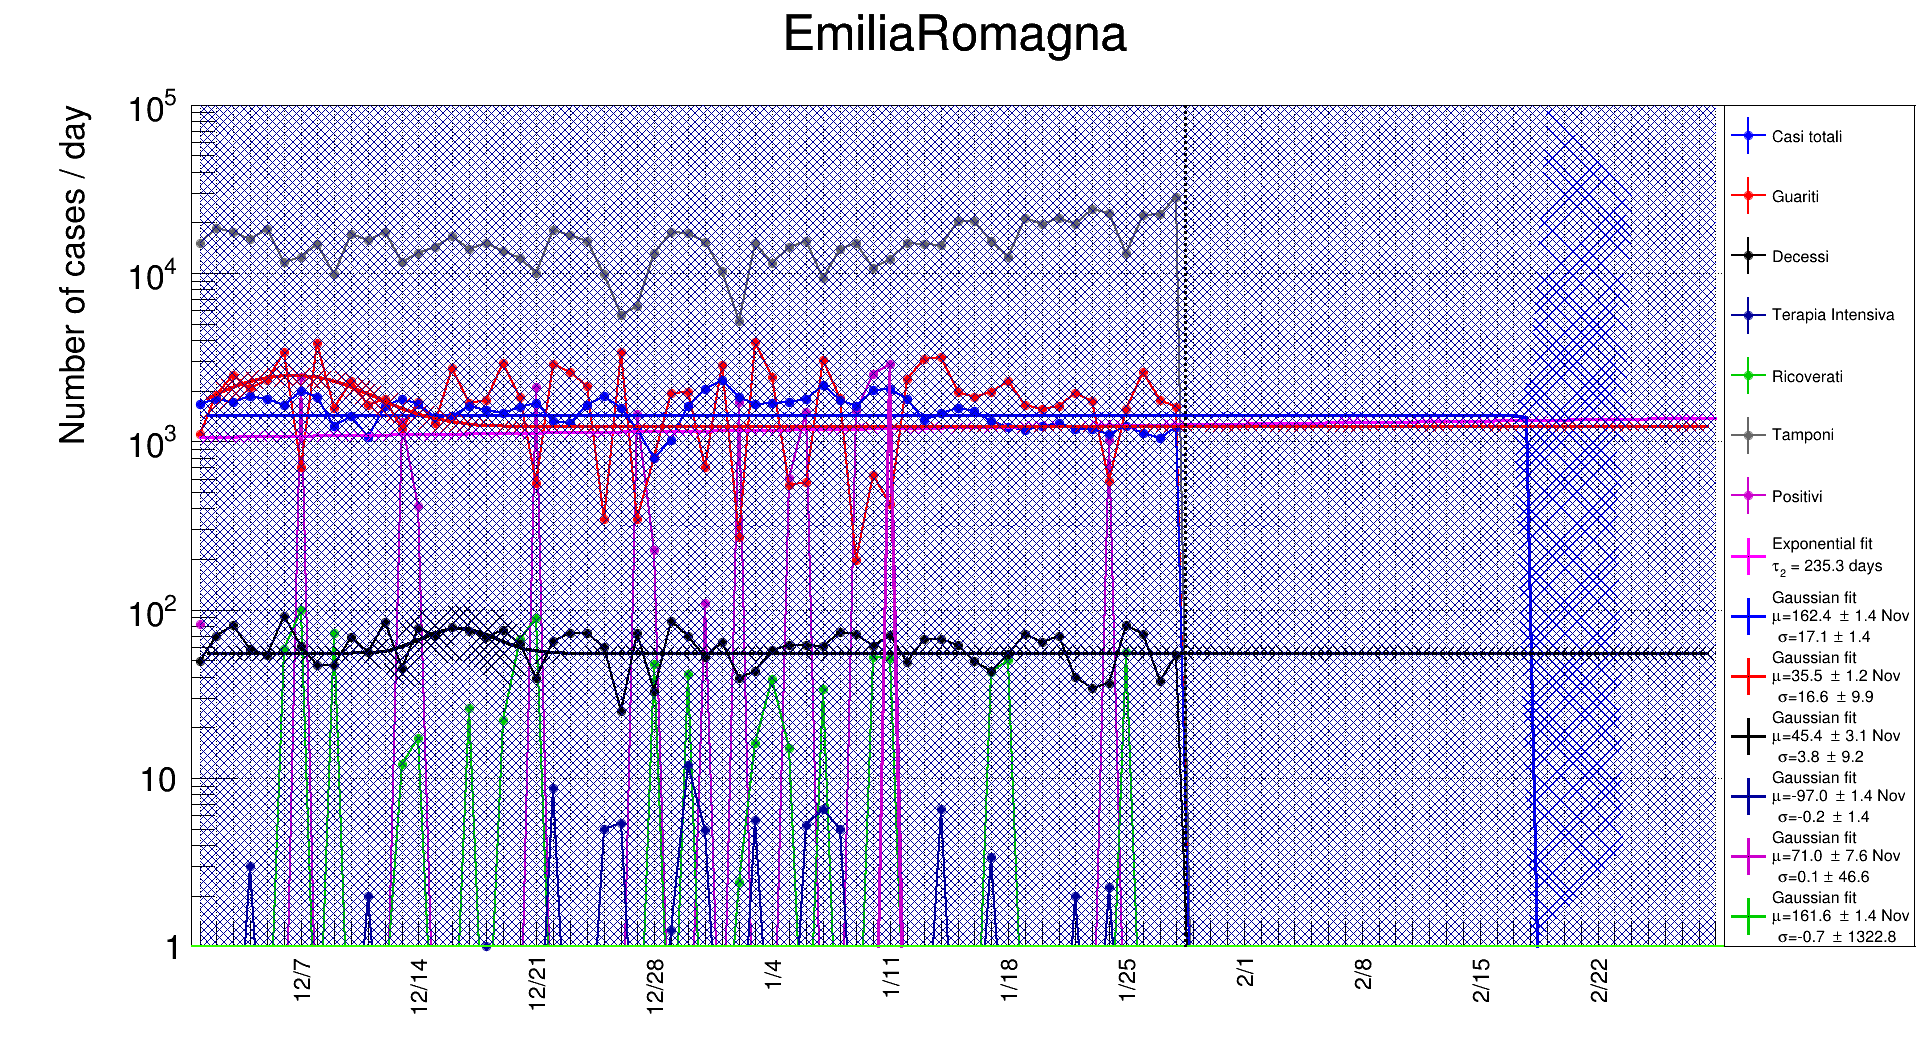 EmiliaRomagna
Number of cases / day
10^5
10^4
10^3
10^2
10
1
12/7
12/14
12/21
12/28
1/4
1/11
1/18
1/25
2/1
2/8
2/15
2/22
Casi totali
Guariti
Decessi
Terapia Intensiva
Ricoverati
Tamponi
Positivi
Exponential fit
τ2 = 235.3 days
Gaussian fit
μ=162.4 ± 1.4 Nov
σ=17.1 ± 1.4
Gaussian fit
μ=35.5 ± 1.2 Nov
σ=16.6 ± 9.9
Gaussian fit
μ=45.4 ± 3.1 Nov
σ=3.8 ± 9.2
Gaussian fit
μ=-97.0 ± 1.4 Nov
σ=-0.2 ± 1.4
Gaussian fit
μ=71.0 ± 7.6 Nov
σ=0.1 ± 46.6
Gaussian fit
μ=161.6 ± 1.4 Nov
σ=-0.7 ± 1322.8